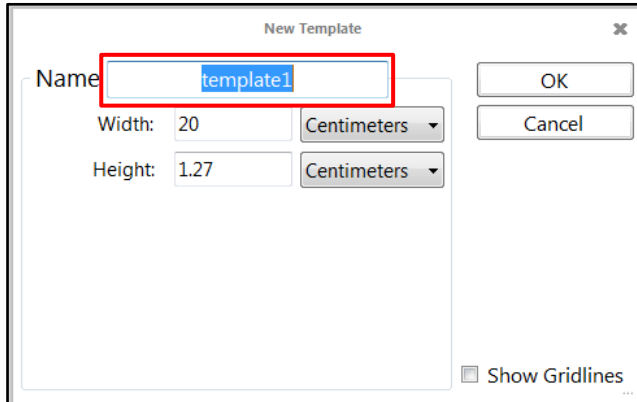 New Template
Name template1 OK
Width: 20 Centimeters Cancel
Height: 1.27 Centimeters
Show Gridlines